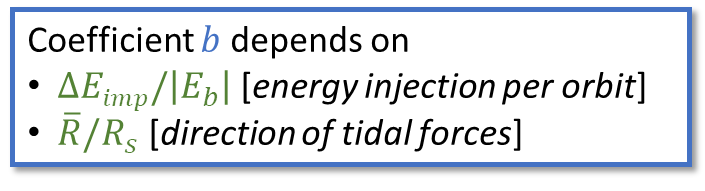 Coefficient b depends on
• ΔE_imp/|E_b| [energy injection per orbit]
• R̄/R_s [direction of tidal forces]